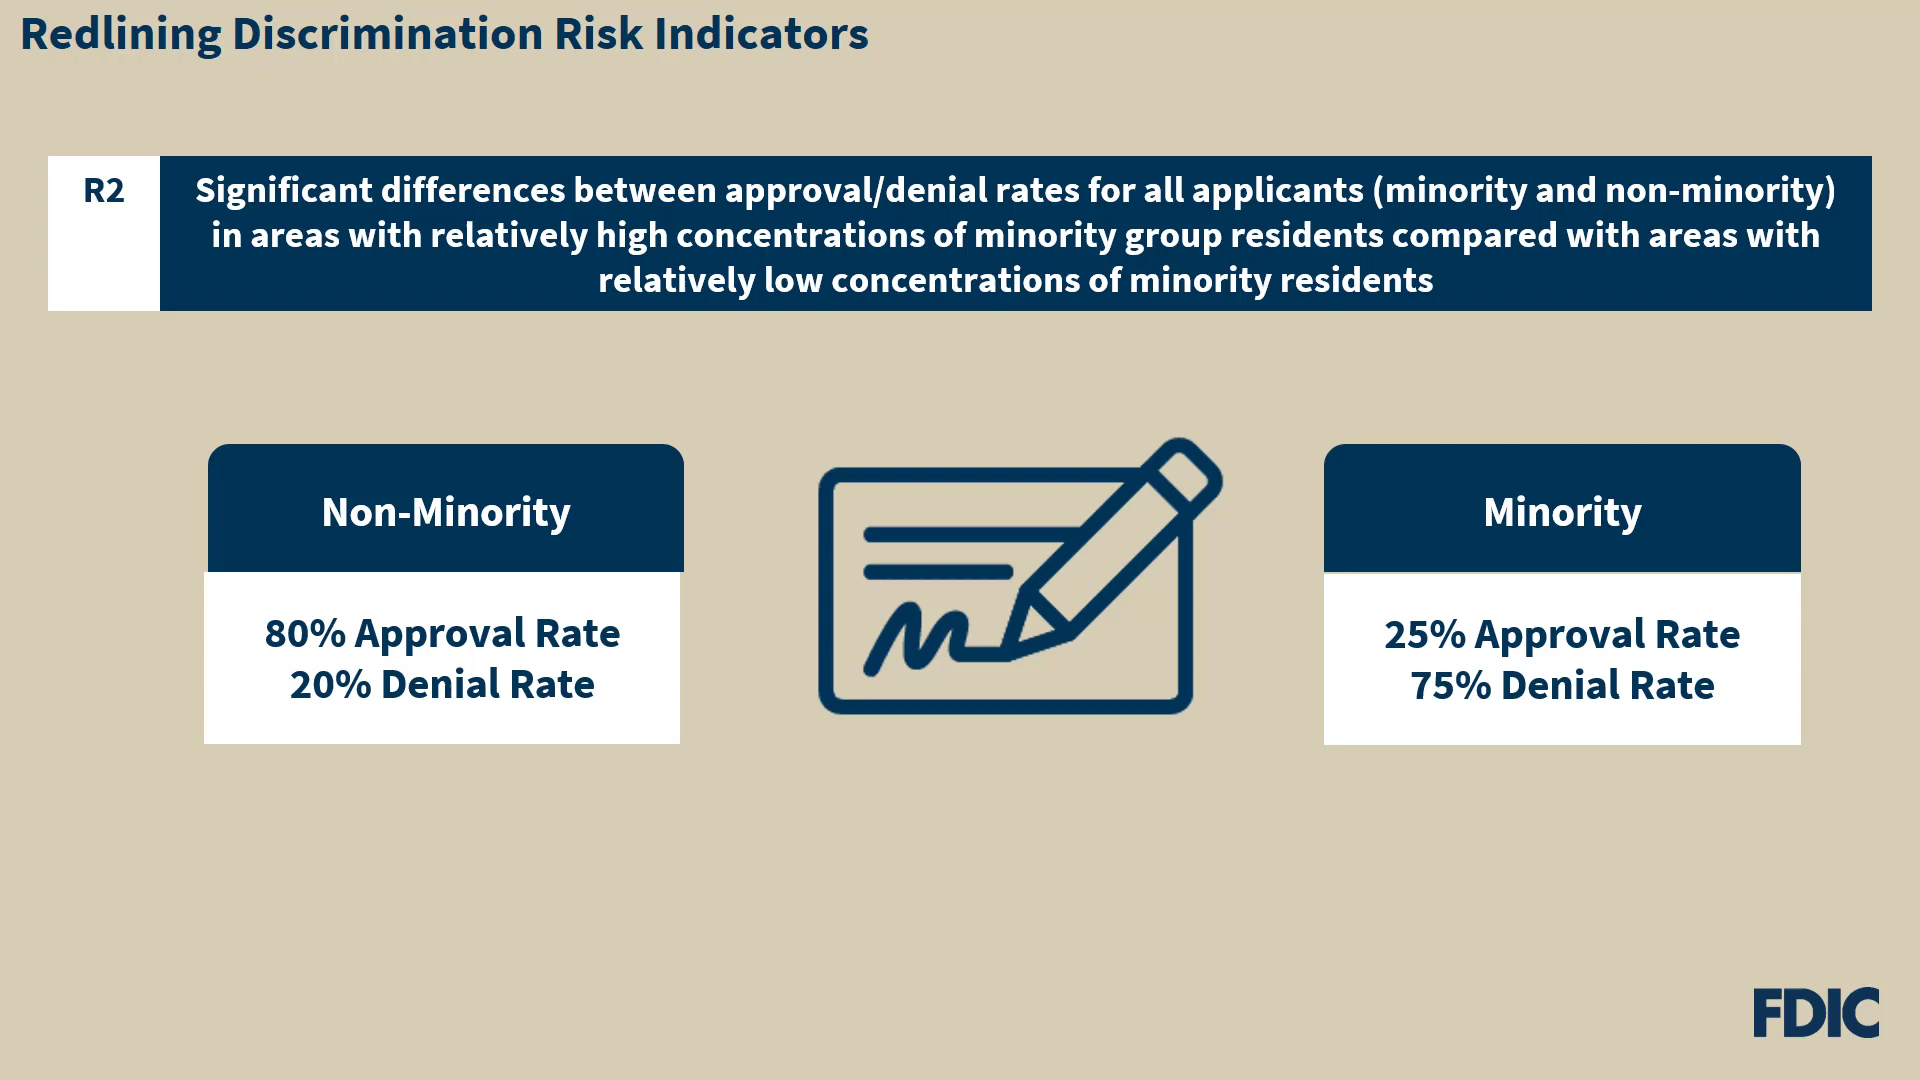 Redlining Discrimination Risk Indicators
R2
Significant differences between approval/denial rates for all applicants (minority and non-minority)
in areas with relatively high concentrations of minority group residents compared with areas with
relatively low concentrations of minority residents
Non-Minority
80% Approval Rate
20% Denial Rate
Minority
25% Approval Rate
75% Denial Rate
FDIC